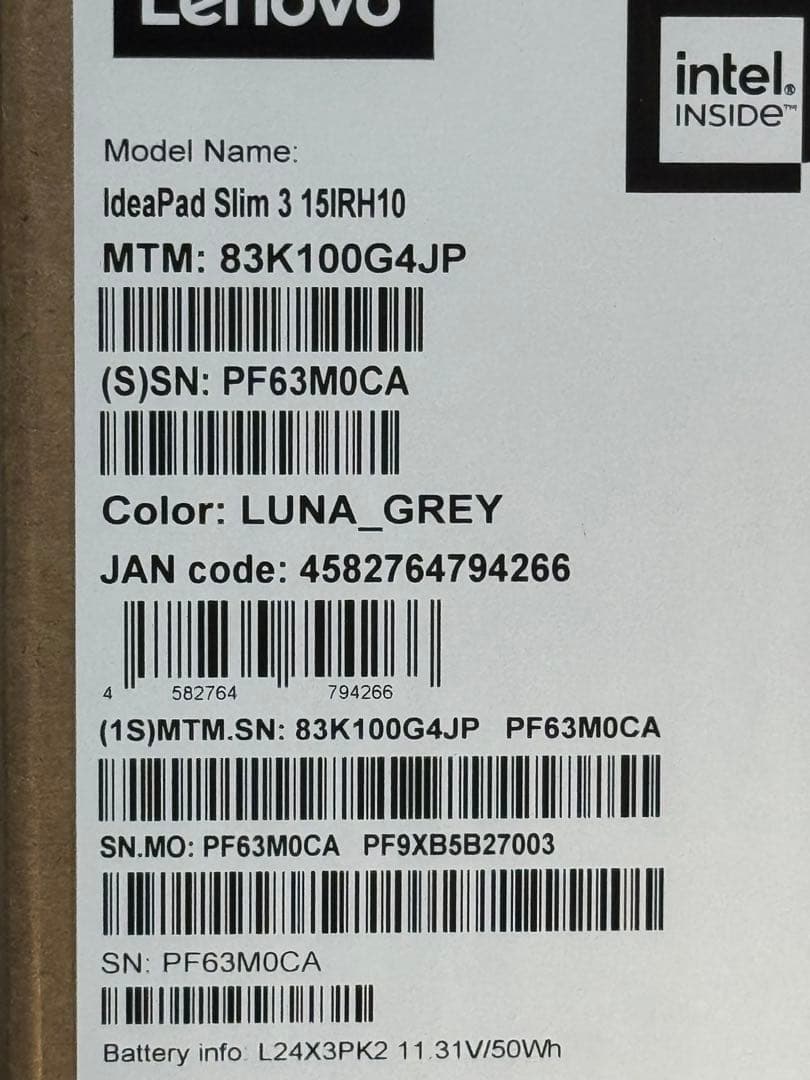 Lenovo
intel.®
INSIDe™
Model Name:
IdeaPad Slim 3 15IRH10
MTM: 83K100G4JP
(S)SN: PF63M0CA
Color: LUNA_GREY
JAN code: 4582764794266
4 582764 794266
(1S)MTM.SN: 83K100G4JP PF63M0CA
SN.MO: PF63M0CA PF9XB5B27003
SN: PF63M0CA
Battery info: L24X3PK2 11.31V/50Wh